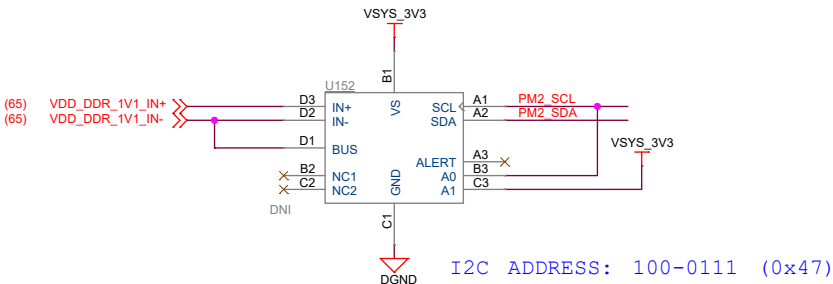 VSYS_3V3
B1
U152
(65) VDD_DDR_1V1_IN+ D3 IN+ VS SCL A1 PM2_SCL
(65) VDD_DDR_1V1_IN- D2 IN- SDA A2 PM2_SDA
D1 BUS
VSYS_3V3
ALERT A3
B2 NC1 A0 B3
C2 NC2 GND A1 C3
DNI
C1
DGND
I2C ADDRESS: 100-0111 (0x47)